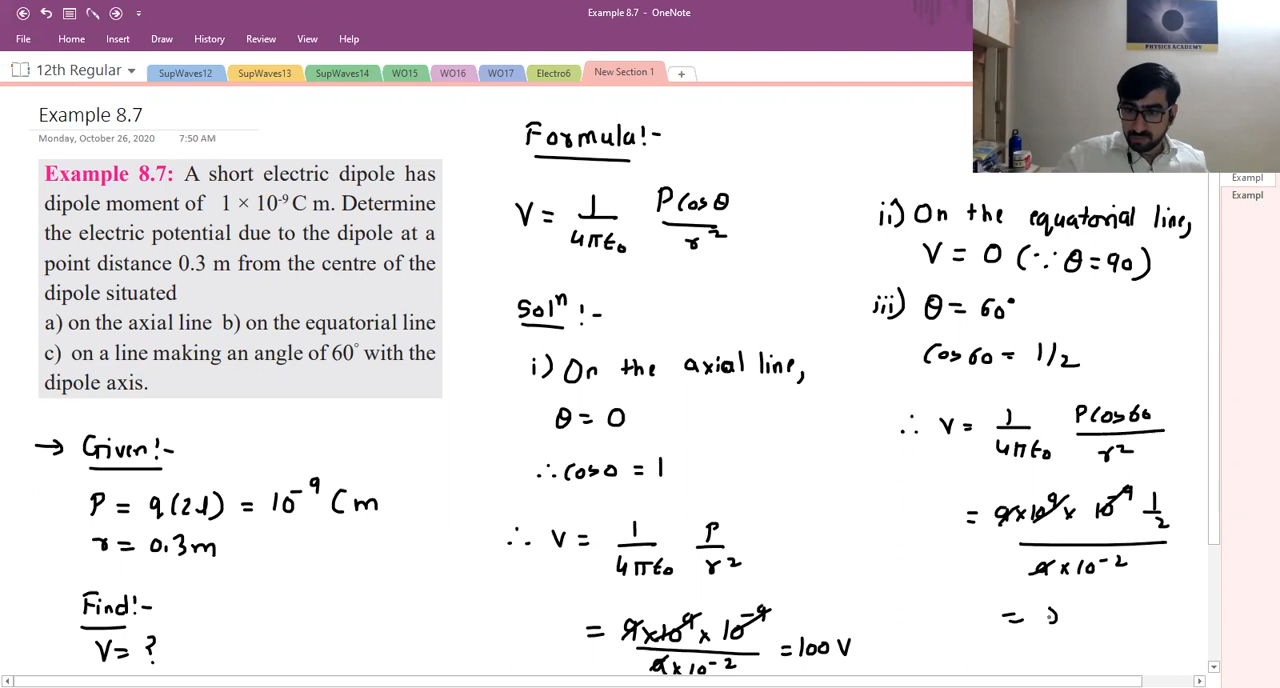 Example 8.7 - OneNote
File Home Insert Draw History Review View Help
12th Regular SupWaves12 SupWaves13 SupWaves14 WO15 WO16 WO17 Electro6 New Section 1 +
PHYSICS ACADEMY
Exampl
Exampl
Example 8.7
Monday, October 26, 2020 7:50 AM
Example 8.7: A short electric dipole has
dipole moment of 1 × 10⁻⁹ C m. Determine
the electric potential due to the dipole at a
point distance 0.3 m from the centre of the
dipole situated
a) on the axial line b) on the equatorial line
c) on a line making an angle of 60° with the
dipole axis.
→ Given:-
P = q(2l) = 10⁻⁹ Cm
r = 0.3m
Find:-
V = ?
Formula:-
V = 1/4πε₀ Pcosθ/r²
Solⁿ:-
i) On the axial line,
θ = 0
∴ cos0 = 1
∴ V = 1/4πε₀ P/r²
= 9×10⁹ × 10⁻⁹/9×10⁻² = 100 V
ii) On the equatorial line,
V = 0 (∵ θ = 90)
iii) θ = 60°
cos60 = 1/2
∴ V = 1/4πε₀ Pcos60/r²
= 9×10⁹ × 10⁻⁹ 1/2/9×10⁻²
=